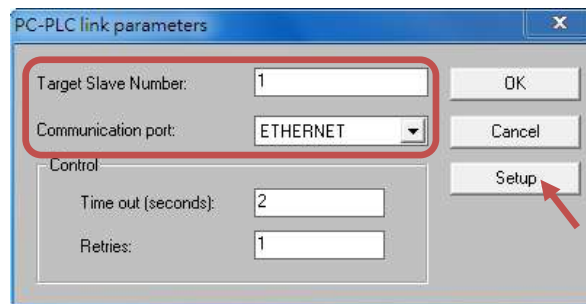 PC-PLC link parameters
x
Target Slave Number: 1 OK
Communication port: ETHERNET Cancel
Control Setup
Time out (seconds): 2
Retries: 1